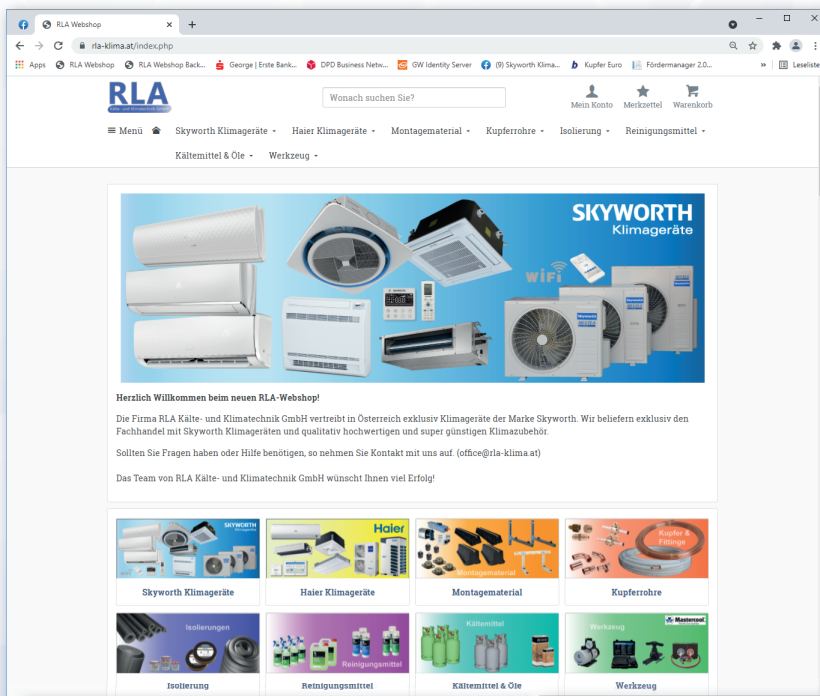 RLA Webshop
rla-klima.at/index.php
Apps RLA Webshop RLA Webshop Back... George | Erste Bank... DPD Business Netw... GW Identity Server (9) Skyworth Klima... Kupfer Euro Fördermanager 2.0... » Leseliste
RLA
Kälte- und Klimatechnik GmbH
Wonach suchen Sie?
Mein Konto Merkzettel Warenkorb
Menü Skyworth Klimageräte Haier Klimageräte Montagematerial Kupferrohre Isolierung Reinigungsmittel
Kältemittel & Öle Werkzeug
SKYWORTH
Klimageräte
WiFi
Herzlich Willkommen beim neuen RLA-Webshop!
Die Firma RLA Kälte- und Klimatechnik GmbH vertreibt in Österreich exklusiv Klimageräte der Marke Skyworth. Wir beliefern exklusiv den
Fachhandel mit Skyworth Klimageräten und qualitativ hochwertigen und super günstigen Klimazubehör.
Sollten Sie Fragen haben oder Hilfe benötigen, so nehmen Sie Kontakt mit uns auf. (office@rla-klima.at)
Das Team von RLA Kälte- und Klimatechnik GmbH wünscht Ihnen viel Erfolg!
SKYWORTH
Klimageräte
Haier
Montagematerial
Kupfer &
Fittinge
Skyworth Klimageräte Haier Klimageräte Montagematerial Kupferrohre
Isolierungen
Reinigungsmittel
Kältemittel
Werkzeug
Mastercool
Isolierung Reinigungsmittel Kältemittel & Öle Werkzeug